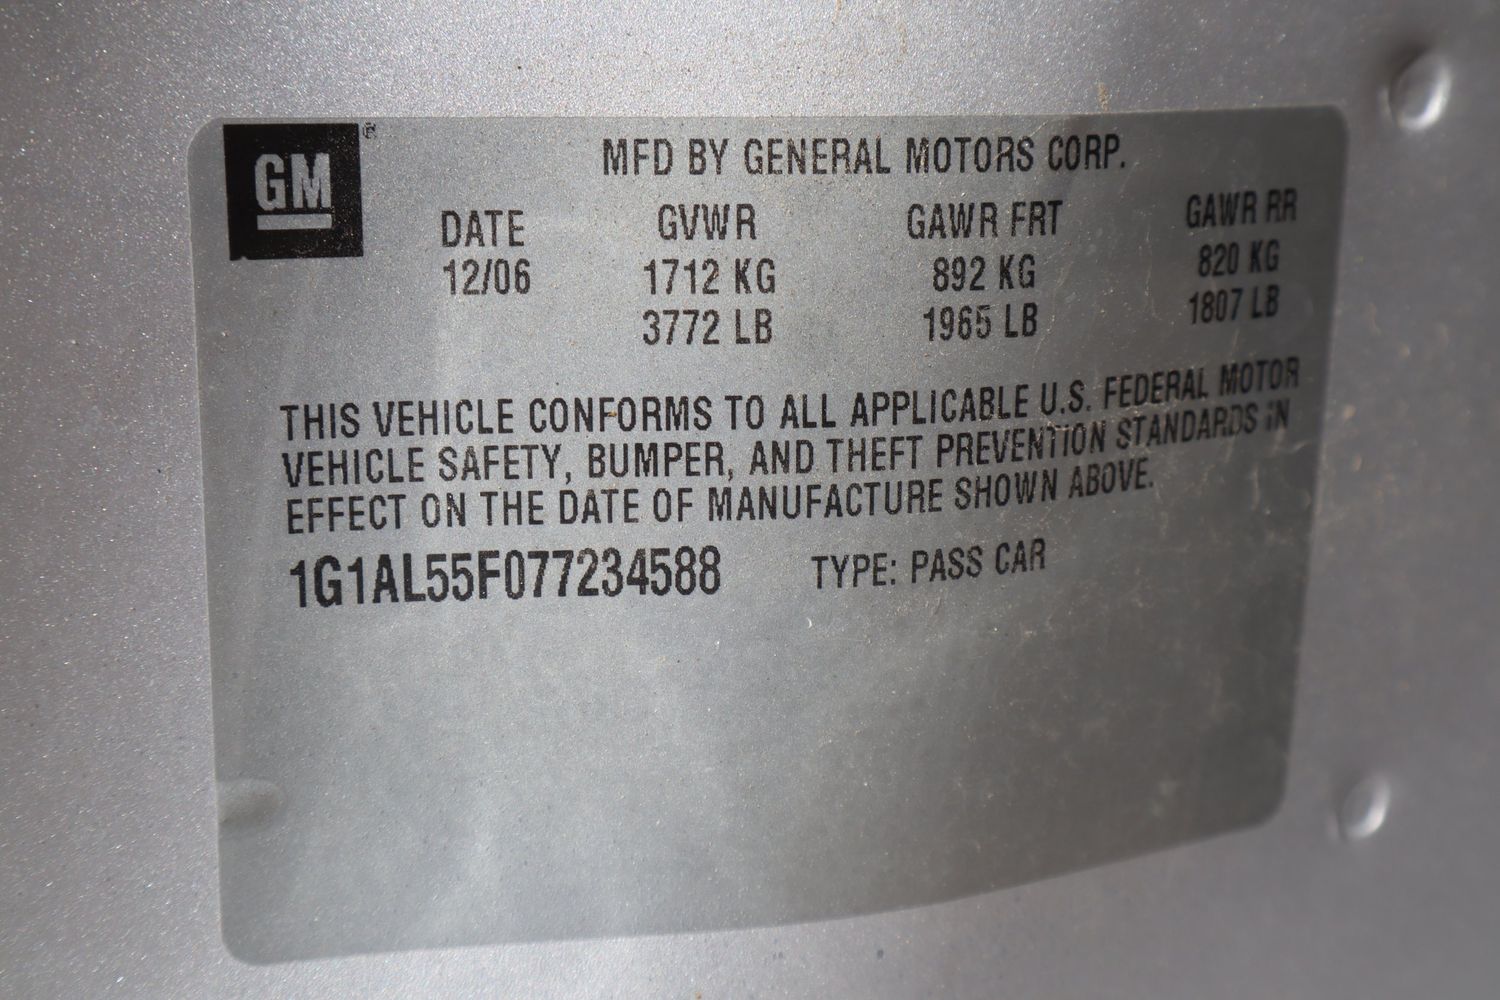 GM ®
MFD BY GENERAL MOTORS CORP.
DATE GVWR GAWR FRT GAWR RR
12/06 1712 KG 892 KG 820 KG
3772 LB 1965 LB 1807 LB
THIS VEHICLE CONFORMS TO ALL APPLICABLE U.S. FEDERAL MOTOR
VEHICLE SAFETY, BUMPER, AND THEFT PREVENTION STANDARDS IN
EFFECT ON THE DATE OF MANUFACTURE SHOWN ABOVE.
1G1AL55F077234588 TYPE: PASS CAR